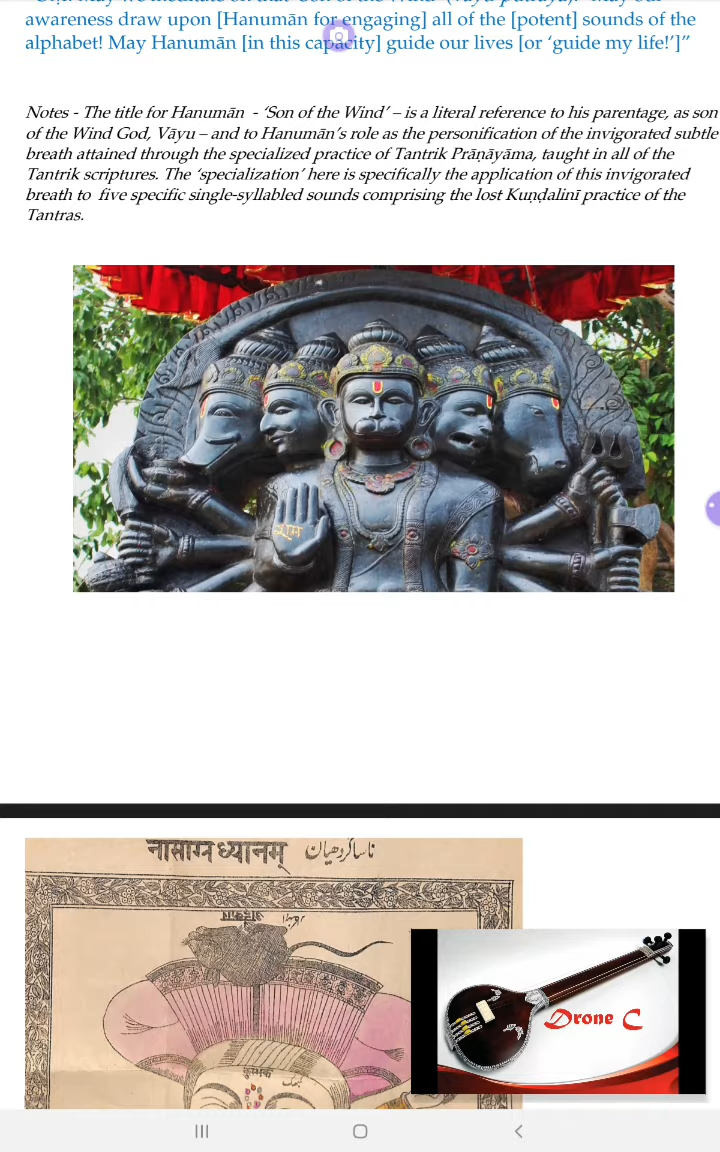 awareness draw upon [Hanumān for engaging] all of the [potent] sounds of the
alphabet! May Hanumān [in this capacity] guide our lives [or ‘guide my life!’]”
Notes - The title for Hanumān - ‘Son of the Wind’ – is a literal reference to his parentage, as son
of the Wind God, Vāyu – and to Hanumān’s role as the personification of the invigorated subtle
breath attained through the specialized practice of Tantrik Prāṇāyāma, taught in all of the
Tantrik scriptures. The ‘specialization’ here is specifically the application of this invigorated
breath to five specific single-syllabled sounds comprising the lost Kuṇḍalinī practice of the
Tantras.
नासाग्रध्यानम्
Drone C